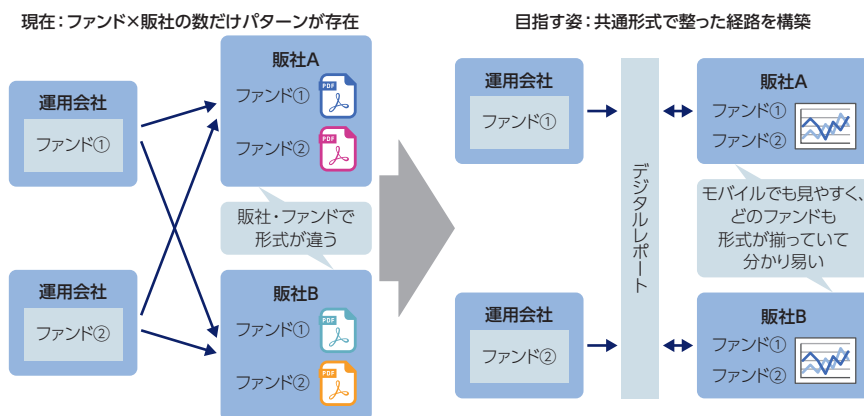 現在：ファンド×販社の数だけパターンが存在
運用会社
ファンド①
運用会社
ファンド②
販社A
ファンド①
PDF
ファンド②
PDF
販社・ファンドで
形式が違う
販社B
ファンド①
PDF
ファンド②
PDF
目指す姿：共通形式で整った経路を構築
運用会社
ファンド①
運用会社
ファンド②
デジタルレポート
販社A
ファンド①
ファンド②
モバイルでも見やすく、
どのファンドも
形式が揃っていて
分かり易い
販社B
ファンド①
ファンド②